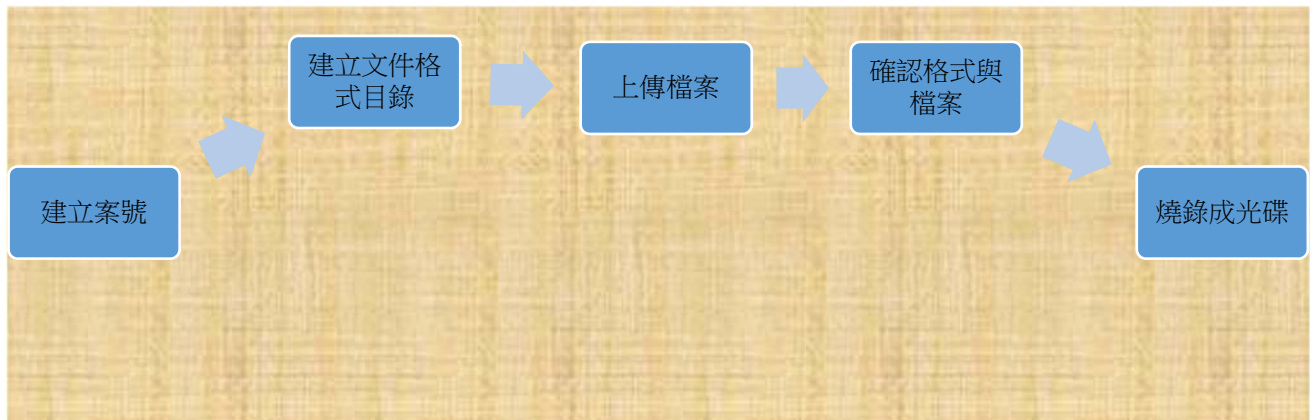 建立案號
建立文件格
式目錄
上傳檔案
確認格式與
檔案
燒錄成光碟